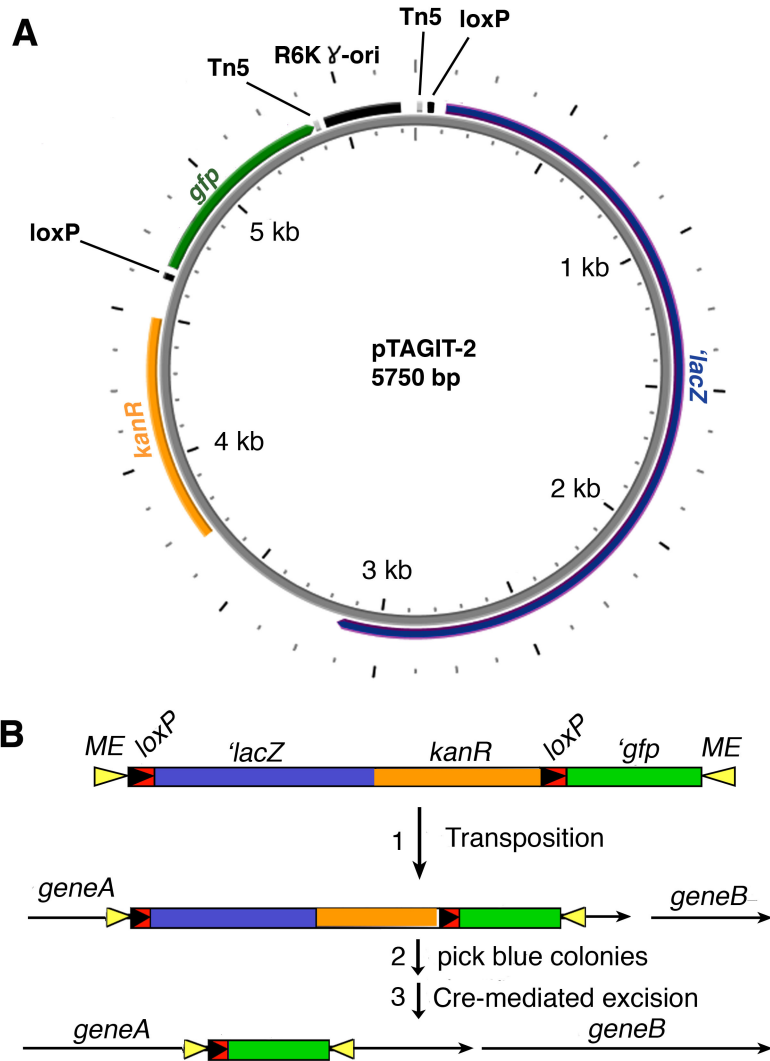 A
Tn5
loxP
R6K ɣ-ori
Tn5
gfp
loxP
5 kb
1 kb
pTAGIT-2
5750 bp
'lacZ
kanR
4 kb
2 kb
3 kb
B
ME
loxP
'lacZ
kanR
loxP
'gfp
ME
1
Transposition
geneA
geneB
2
pick blue colonies
3
Cre-mediated excision
geneA
geneB